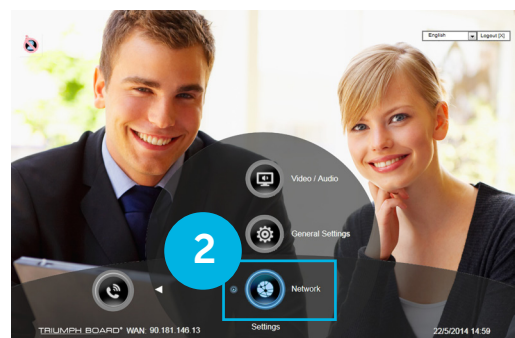 English
Logout [X]
Video / Audio
General Settings
2
Network
TRIUMPH BOARD® WAN: 90.181.146.13
Settings
22/5/2014 14:59